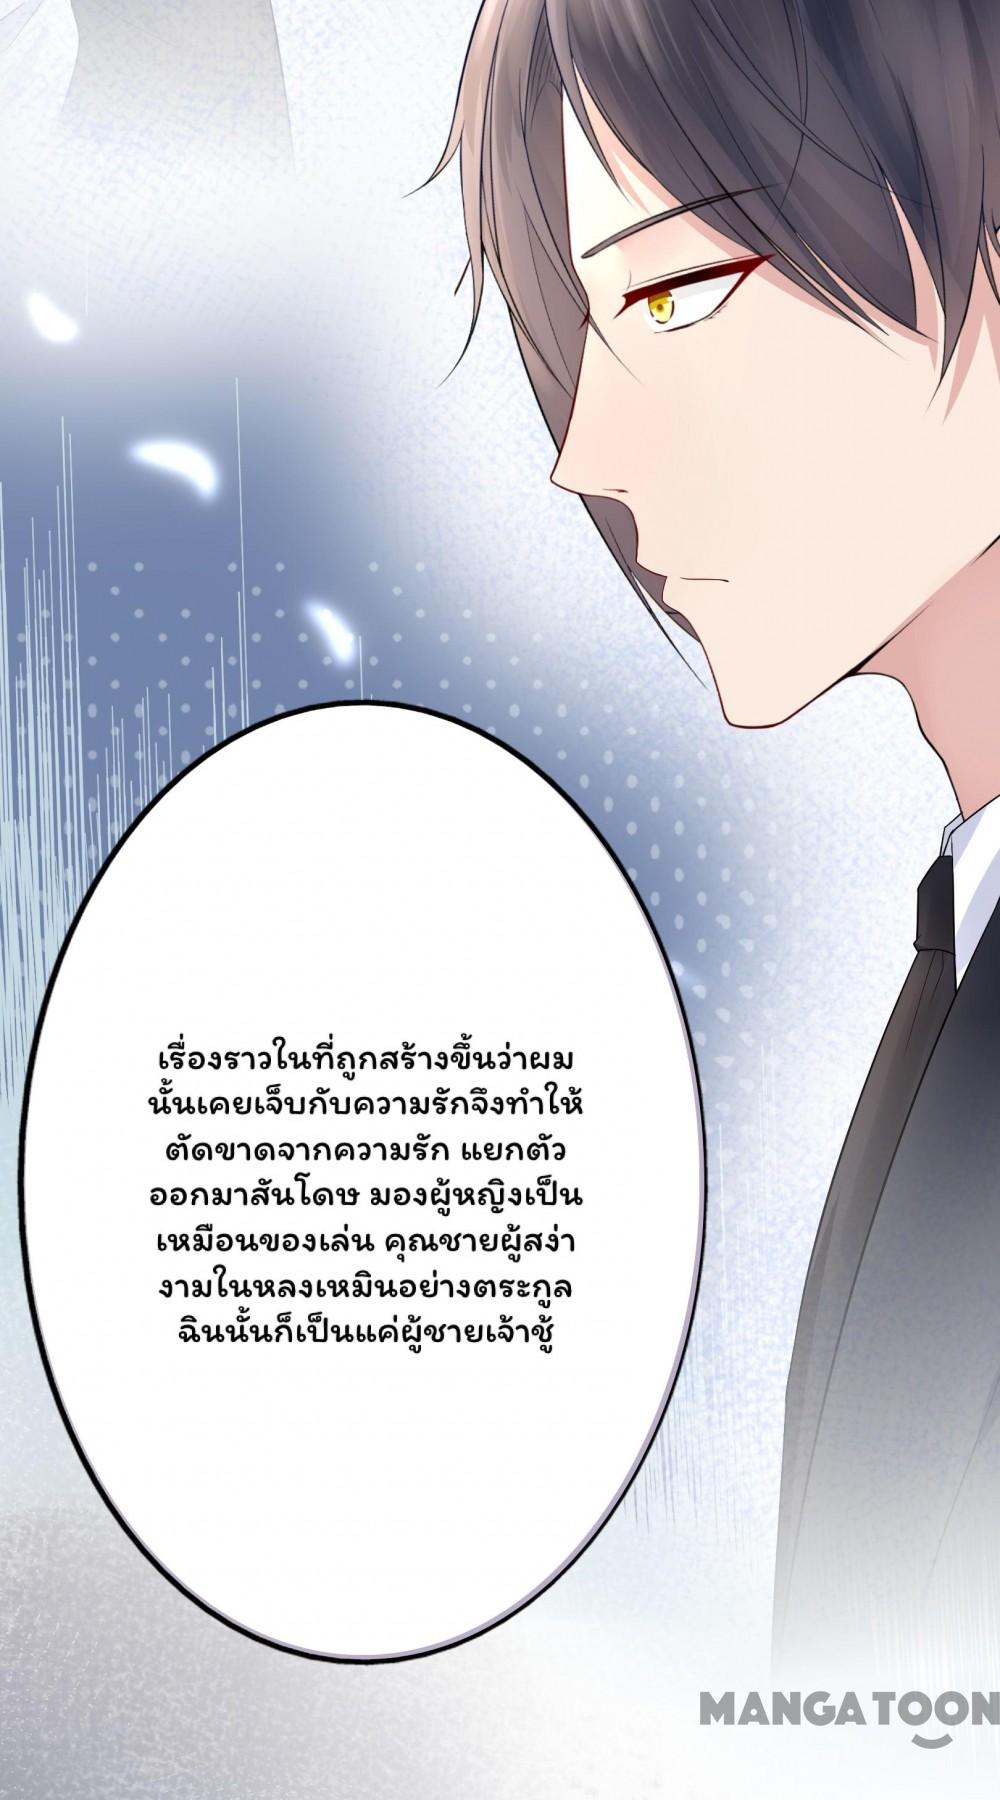 เรื่องราวในที่ถูกสร้างขึ้นว่าผม
นั้นเคยเจ็บกับความรักจึงทำให้
ตัดขาดจากความรัก แยกตัว
ออกมาสันโดษ มองผู้หญิงเป็น
เหมือนของเล่น คุณชายผู้สง่า
งามในหลงเหมินอย่างตระกูล
ฉินนั้นก็เป็นแค่ผู้ชายเจ้าชู้
MANGATOON